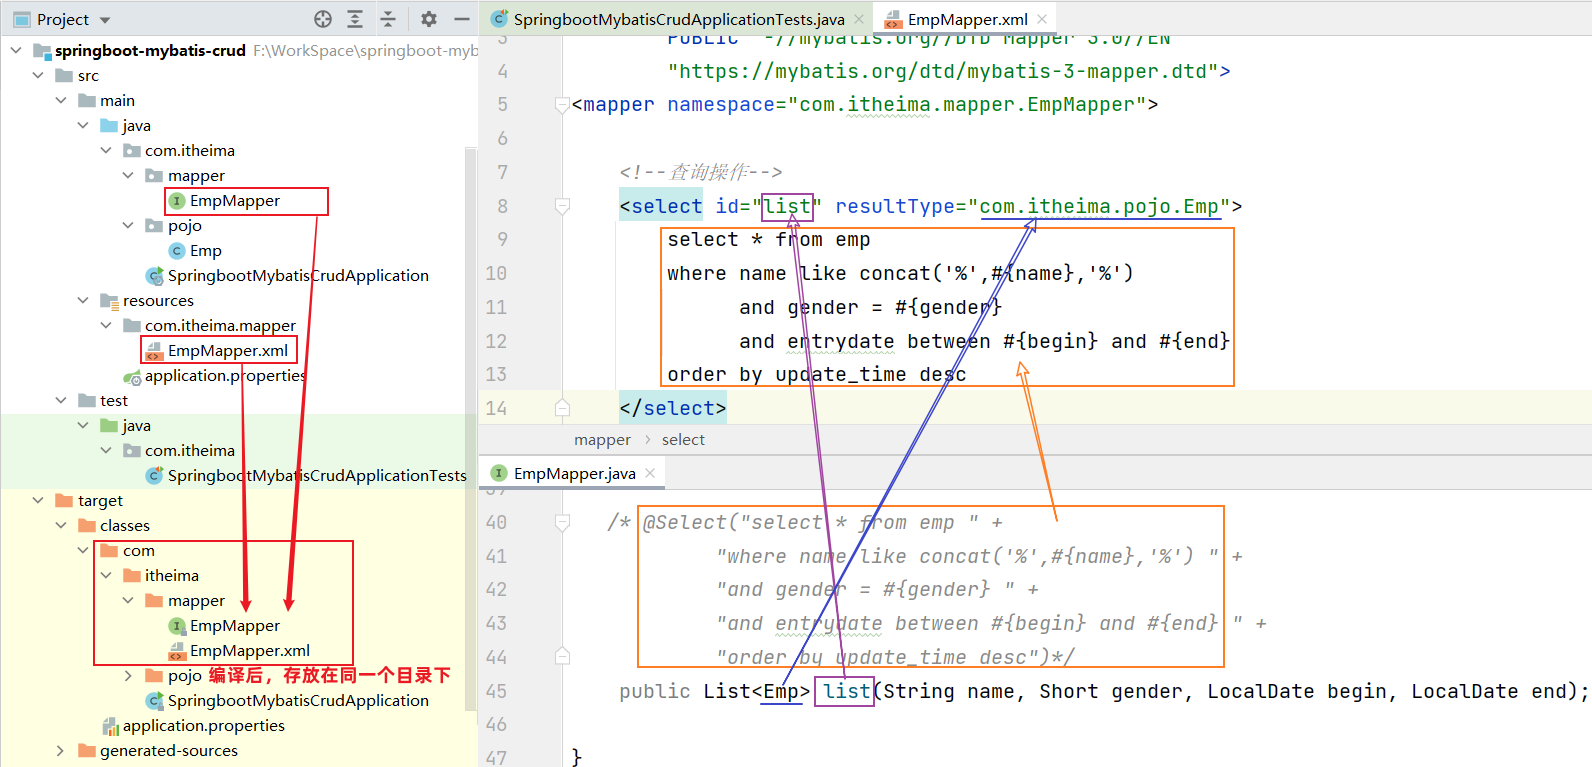 Project
springboot-mybatis-crud F:\WorkSpace\springboot-myb
src
main
java
com.itheima
mapper
EmpMapper
pojo
Emp
SpringbootMybatisCrudApplication
resources
com.itheima.mapper
EmpMapper.xml
application.properties
test
java
com.itheima
SpringbootMybatisCrudApplicationTests
target
classes
com
itheima
mapper
EmpMapper
EmpMapper.xml
pojo 编译后，存放在同一个目录下
SpringbootMybatisCrudApplication
application.properties
generated-sources
SpringbootMybatisCrudApplicationTests.java EmpMapper.xml
3 PUBLIC "-//mybatis.org//DTD Mapper 3.0//EN"
4 "https://mybatis.org/dtd/mybatis-3-mapper.dtd">
5 <mapper namespace="com.itheima.mapper.EmpMapper">
6
7 <!--查询操作-->
8 <select id="list" resultType="com.itheima.pojo.Emp">
9 select * from emp
10 where name like concat('%',#{name},'%')
11 and gender = #{gender}
12 and entrydate between #{begin} and #{end}
13 order by update_time desc
14 </select>
mapper › select
EmpMapper.java
39
40 /* @Select("select * from emp " +
41 "where name like concat('%',#{name},'%') " +
42 "and gender = #{gender} " +
43 "and entrydate between #{begin} and #{end} " +
44 "order by update_time desc")*/
45 public List<Emp> list(String name, Short gender, LocalDate begin, LocalDate end);
46
47 }